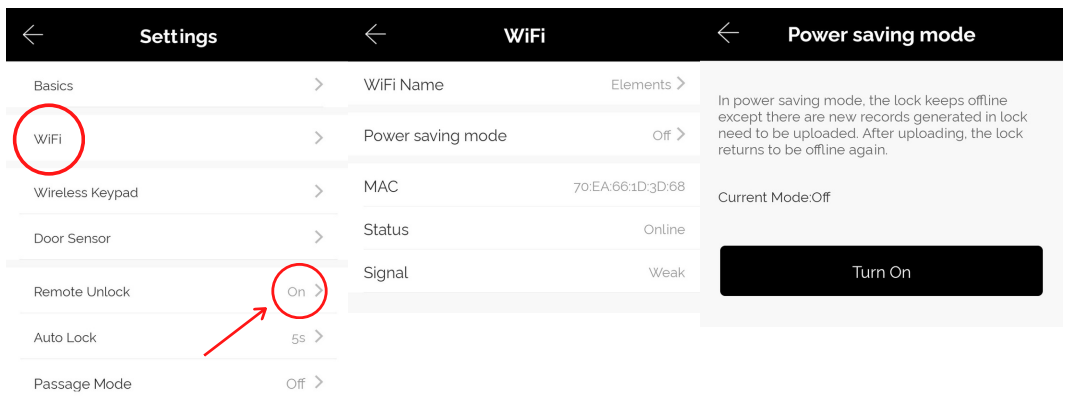 Settings
Basics
WiFi
Wireless Keypad
Door Sensor
Remote Unlock On
Auto Lock 5s
Passage Mode Off
WiFi
WiFi Name Elements
Power saving mode Off
MAC 70:EA:66:1D:3D:68
Status Online
Signal Weak
Power saving mode
In power saving mode, the lock keeps offline
except there are new records generated in lock
need to be uploaded. After uploading, the lock
returns to be offline again.
Current Mode:Off
Turn On